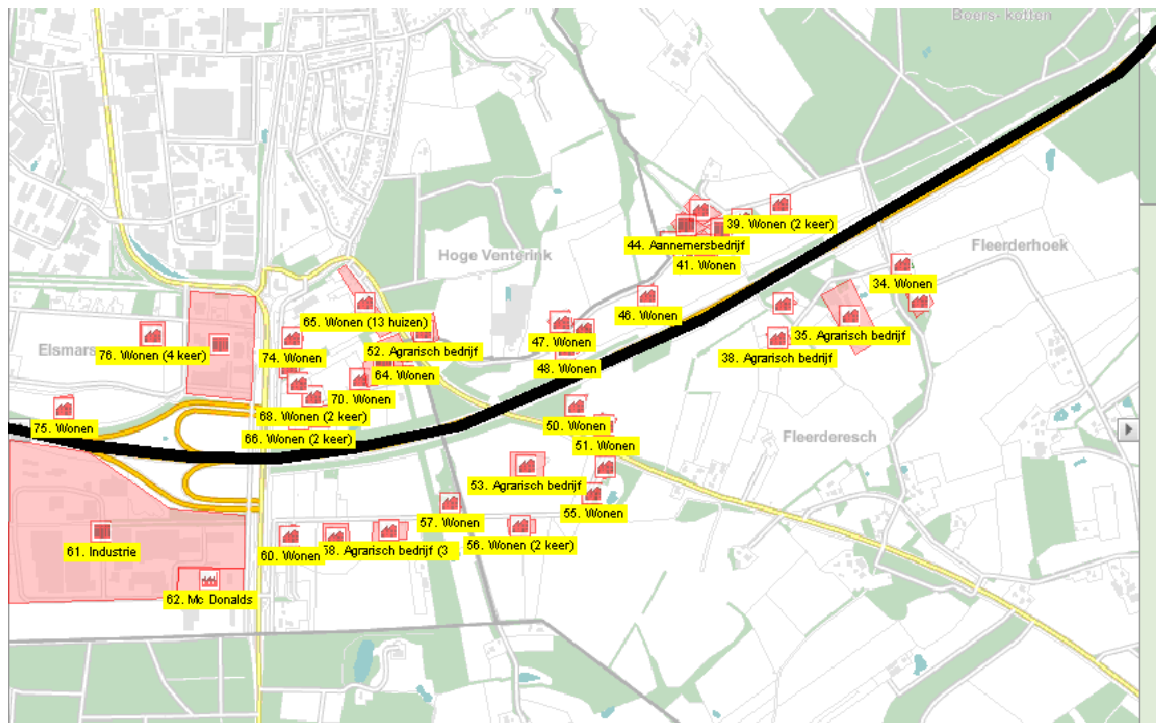 Boers-kotten
39. Wonen (2 keer)
44. Aannemersbedrijf
Fleerderhoek
Hoge Venterink
41. Wonen
34. Wonen
46. Wonen
65. Wonen (13 huizen)
35. Agrarisch bedrijf
47. Wonen
52. Agrarisch bedrijf
76. Wonen (4 keer)
74. Wonen
38. Agrarisch bedrijf
48. Wonen
64. Wonen
70. Wonen
68. Wonen (2 keer)
50. Wonen
75. Wonen
66. Wonen (2 keer)
Fleerderesch
51. Wonen
53. Agrarisch bedrijf
55. Wonen
57. Wonen
56. Wonen (2 keer)
61. Industrie
60. Wonen
58. Agrarisch bedrijf (3
62. Mc Donalds